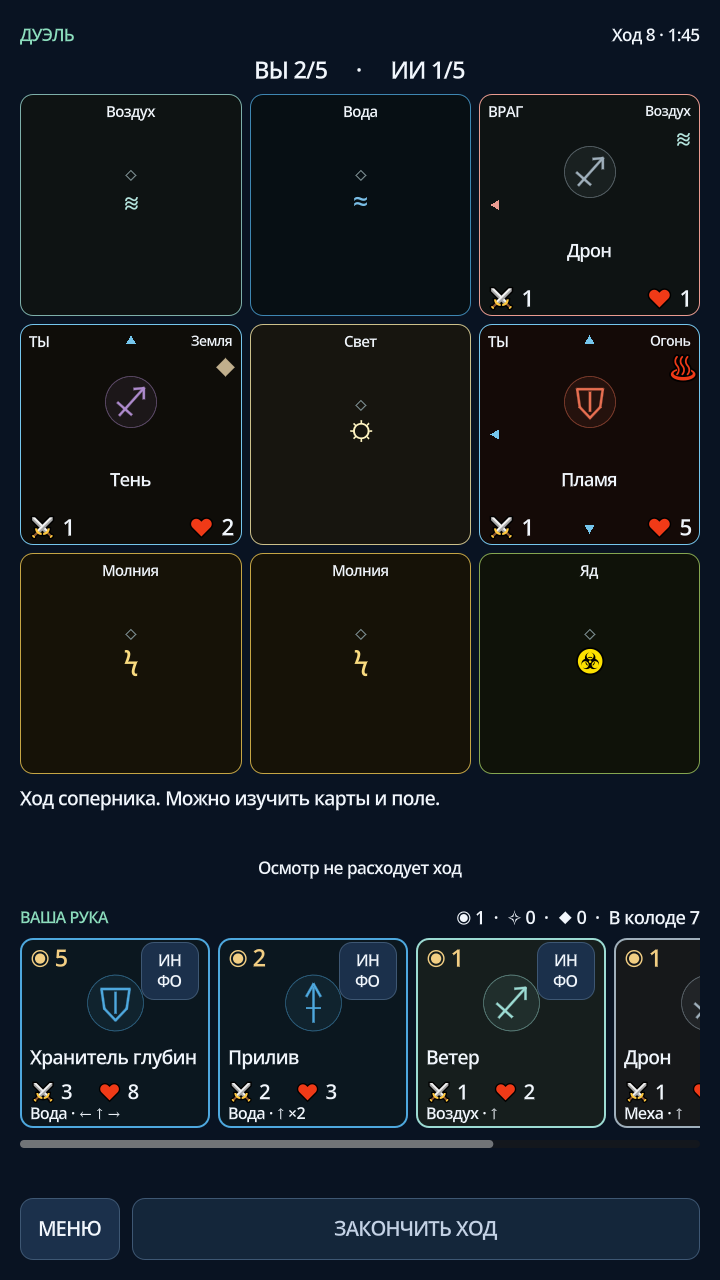 ДУЭЛЬ
Ход 8 · 1:45
ВЫ 2/5 · ИИ 1/5
Воздух
Вода
ВРАГ Воздух
Дрон
1 1
ТЫ Земля
Тень
1 2
Свет
ТЫ Огонь
Пламя
1 5
Молния
Молния
Яд
Ход соперника. Можно изучить карты и поле.
Осмотр не расходует ход
ВАША РУКА
◉ 1 · ✧ 0 · ◆ 0 · В колоде 7
◉ 5
ИН
ФО
Хранитель глубин
3 8
Вода · ← ↑ →
◉ 2
ИН
ФО
Прилив
2 3
Вода · ↑ ×2
◉ 1
ИН
ФО
Ветер
1 2
Воздух · ↑
◉ 1
Дрон
1
Меха · ↑
МЕНЮ
ЗАКОНЧИТЬ ХОД